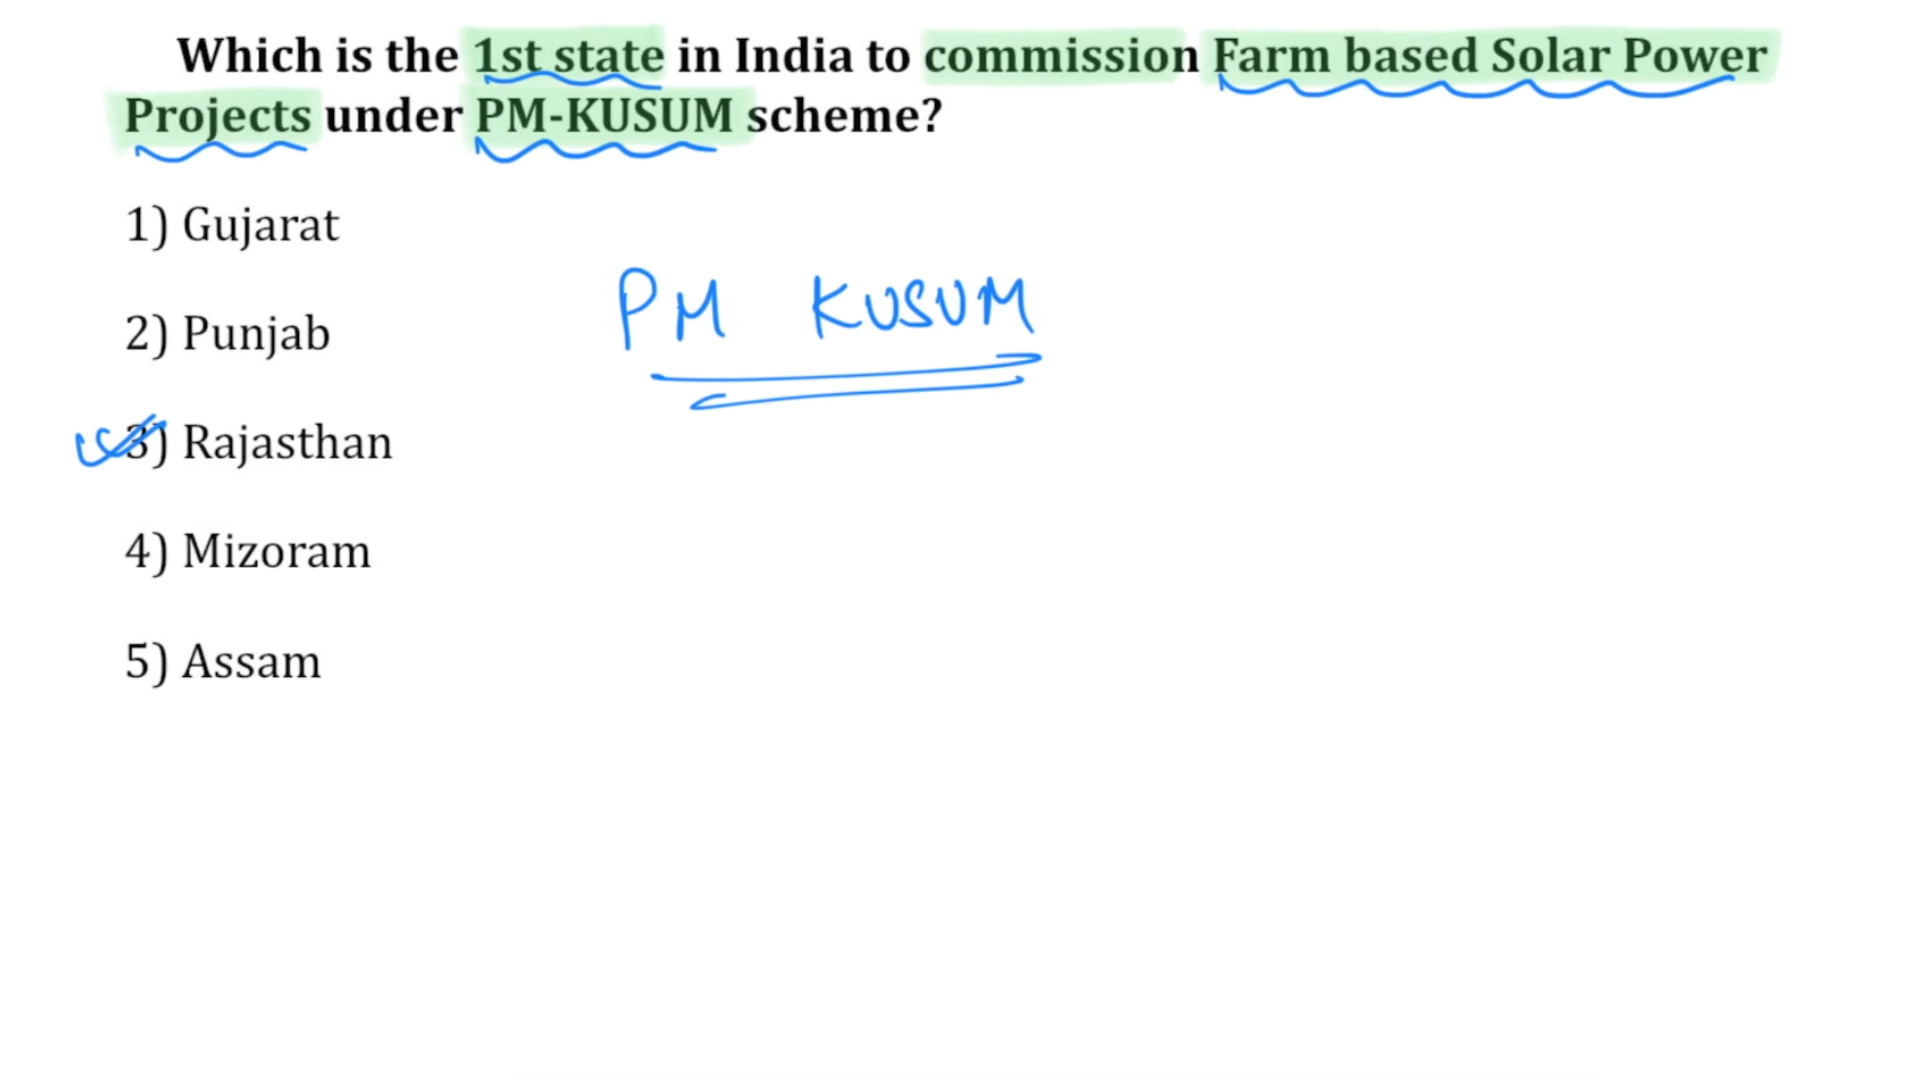 Which is the 1st state in India to commission Farm based Solar Power
Projects under PM-KUSUM scheme?
1) Gujarat
PM KUSUM
2) Punjab
3) Rajasthan
4) Mizoram
5) Assam